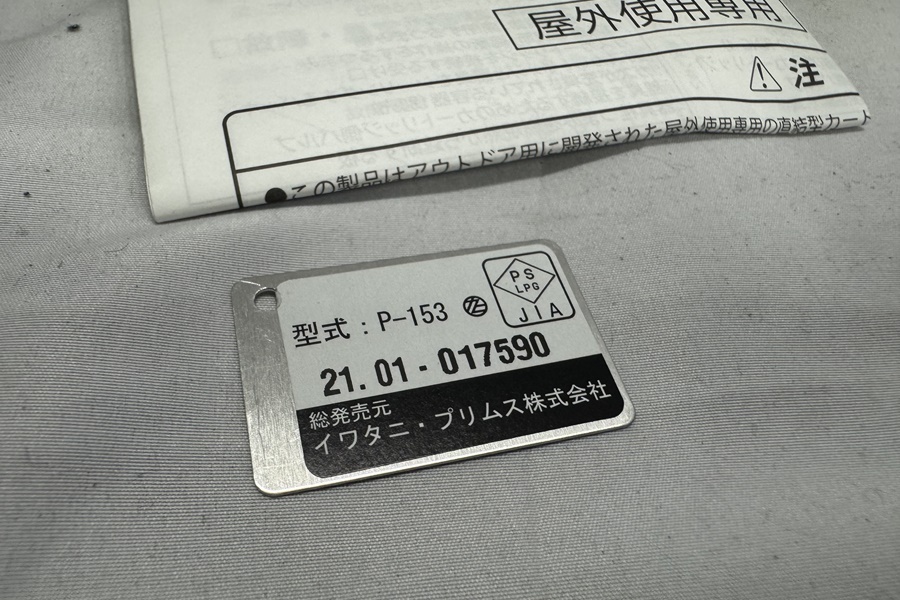 屋外使用専用
注
●この製品はアウトドア用に開発された屋外使用専用の直結型カート
型式：P-153
PS
LPG
JIA
21.01-017590
総発売元
イワタニ・プリムス株式会社